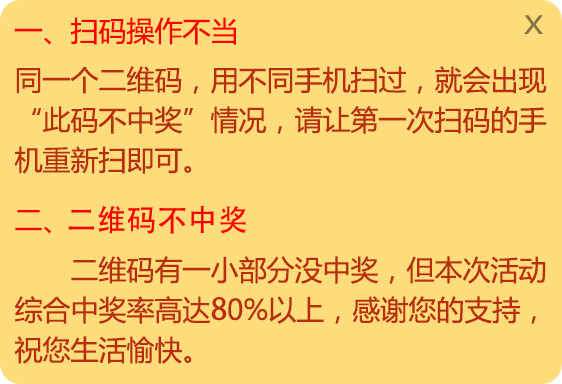 一、扫码操作不当
X
同一个二维码，用不同手机扫过，就会出现
“此码不中奖”情况，请让第一次扫码的手
机重新扫即可。
二、二维码不中奖
二维码有一小部分没中奖，但本次活动
综合中奖率高达80%以上，感谢您的支持，
祝您生活愉快。